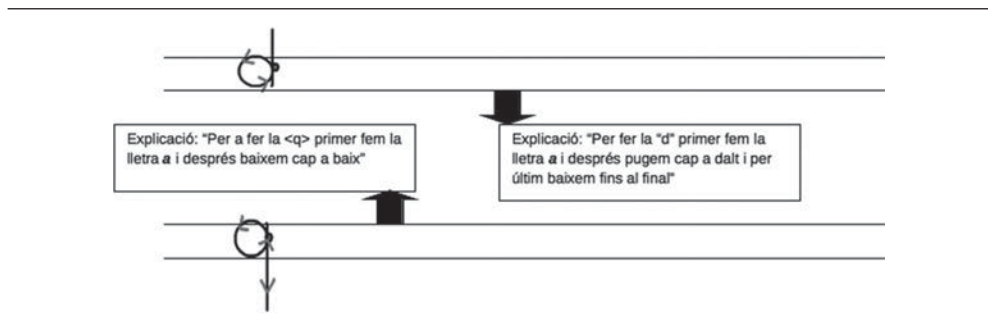 Explicació: “Per a fer la <q> primer fem la
lletra a i després baixem cap a baix”
Explicació: “Per fer la “d” primer fem la
lletra a i després pugem cap a dalt i per
últim baixem fins al final”